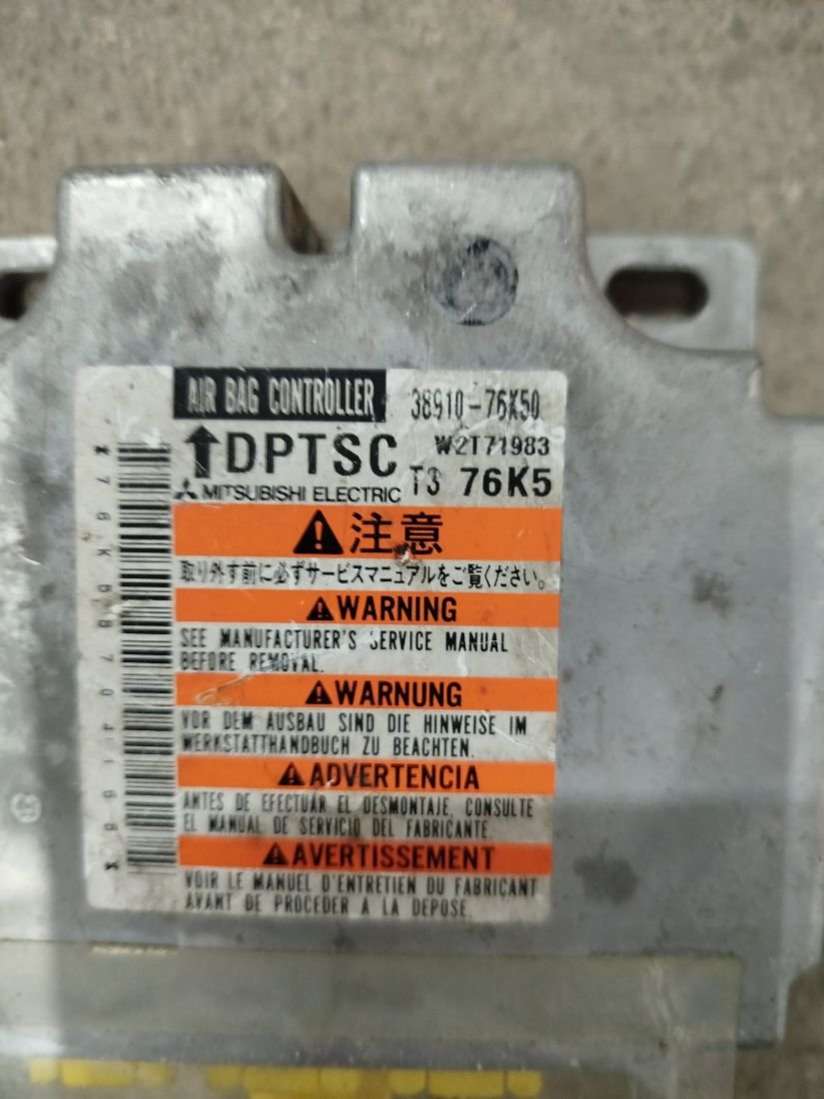 AIR BAG CONTROLLER 38910-76K50
↑DPTSC W2T71983
MITSUBISHI ELECTRIC T3 76K5
⚠注意
取り外す前に必ずサービスマニュアルをご覧ください。
⚠WARNING
SEE MANUFACTURER'S SERVICE MANUAL
BEFORE REMOVAL.
⚠WARNUNG
VOR DEM AUSBAU SIND DIE HINWEISE IM
WERKSTATTHANDBUCH ZU BEACHTEN.
⚠ADVERTENCIA
ANTES DE EFECTUAR EL DESMONTAJE, CONSULTE
EL MANUAL DE SERVICIO DEL FABRICANTE.
⚠AVERTISSEMENT
VOIR LE MANUEL D'ENTRETIEN DU FABRICANT
AVANT DE PROCEDER A LA DEPOSE.